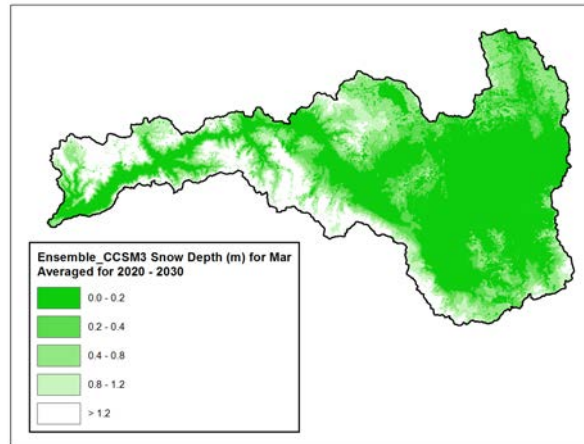 Ensemble_CCSM3 Snow Depth (m) for Mar
Averaged for 2020 - 2030
0.0 - 0.2
0.2 - 0.4
0.4 - 0.8
0.8 - 1.2
> 1.2